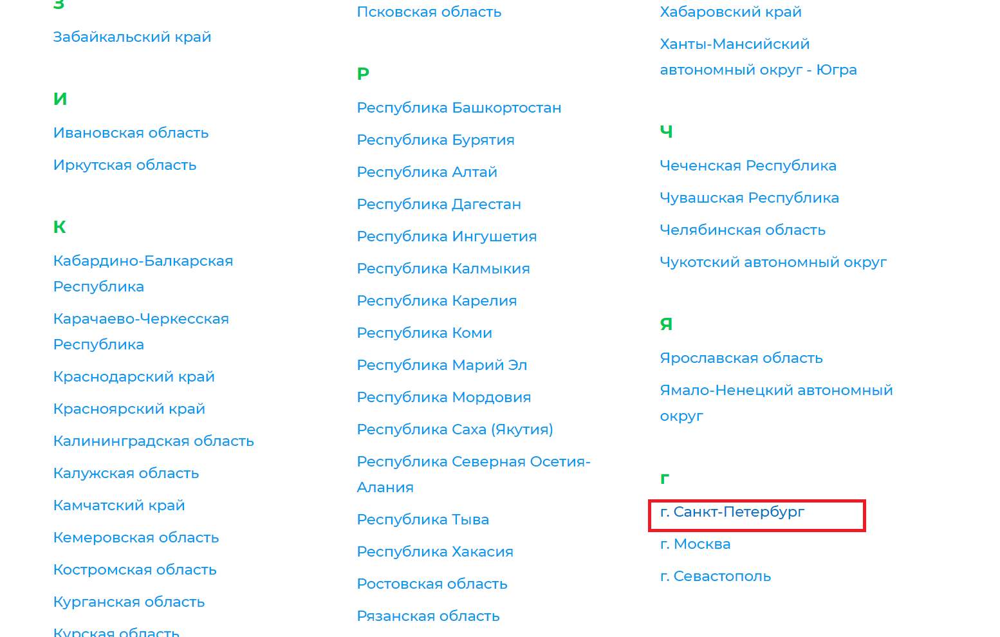 З
Забайкальский край
И
Ивановская область
Иркутская область
К
Кабардино-Балкарская
Республика
Карачаево-Черкесская
Республика
Краснодарский край
Красноярский край
Калининградская область
Калужская область
Камчатский край
Кемеровская область
Костромская область
Курганская область
Курская область
Псковская область
Р
Республика Башкортостан
Республика Бурятия
Республика Алтай
Республика Дагестан
Республика Ингушетия
Республика Калмыкия
Республика Карелия
Республика Коми
Республика Марий Эл
Республика Мордовия
Республика Саха (Якутия)
Республика Северная Осетия-
Алания
Республика Тыва
Республика Хакасия
Ростовская область
Рязанская область
Хабаровский край
Ханты-Мансийский
автономный округ - Югра
Ч
Чеченская Республика
Чувашская Республика
Челябинская область
Чукотский автономный округ
Я
Ярославская область
Ямало-Ненецкий автономный
округ
г
г. Санкт-Петербург
г. Москва
г. Севастополь